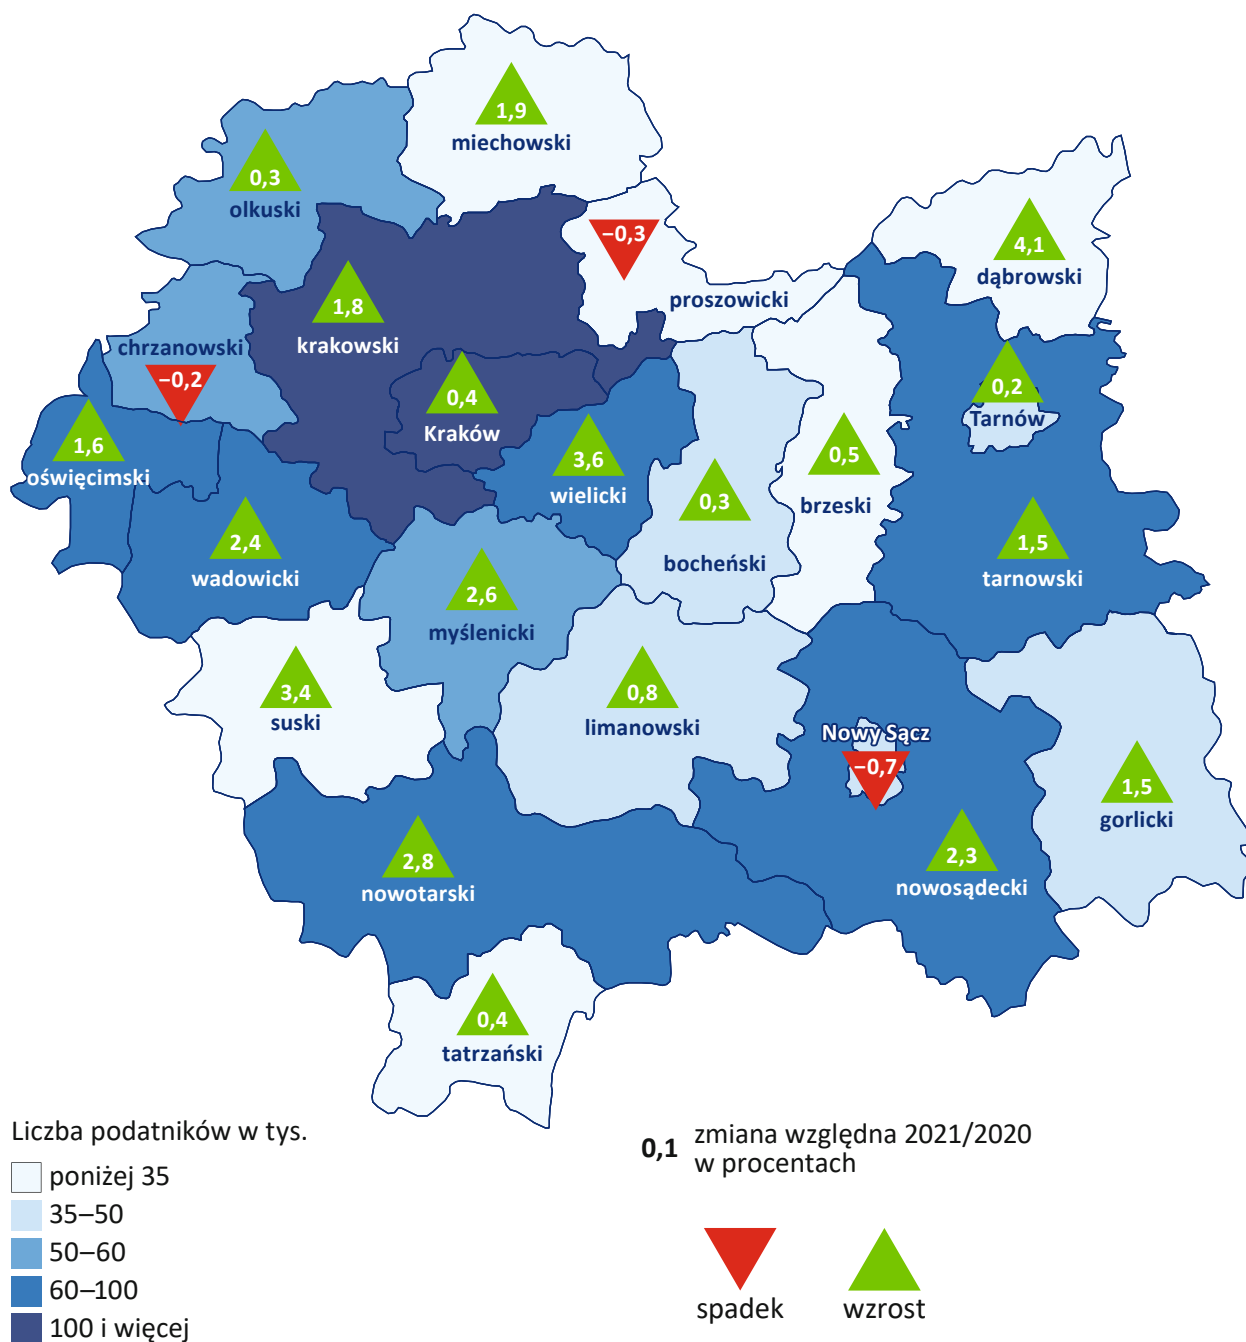 1,9
miechowski
0,3
olkuski
−0,3
proszowicki
4,1
dąbrowski
1,8
krakowski
chrzanowski
−0,2
0,4
Kraków
0,2
Tarnów
1,6
oświęcimski
3,6
wielicki
0,3
bocheński
0,5
brzeski
2,4
wadowicki
1,5
tarnowski
2,6
myślenicki
3,4
suski
0,8
limanowski
Nowy Sącz
−0,7
1,5
gorlicki
2,8
nowotarski
2,3
nowosądecki
0,4
tatrzański
Liczba podatników w tys.
poniżej 35
35–50
50–60
60–100
100 i więcej
0,1 zmiana względna 2021/2020
w procentach
spadek
wzrost